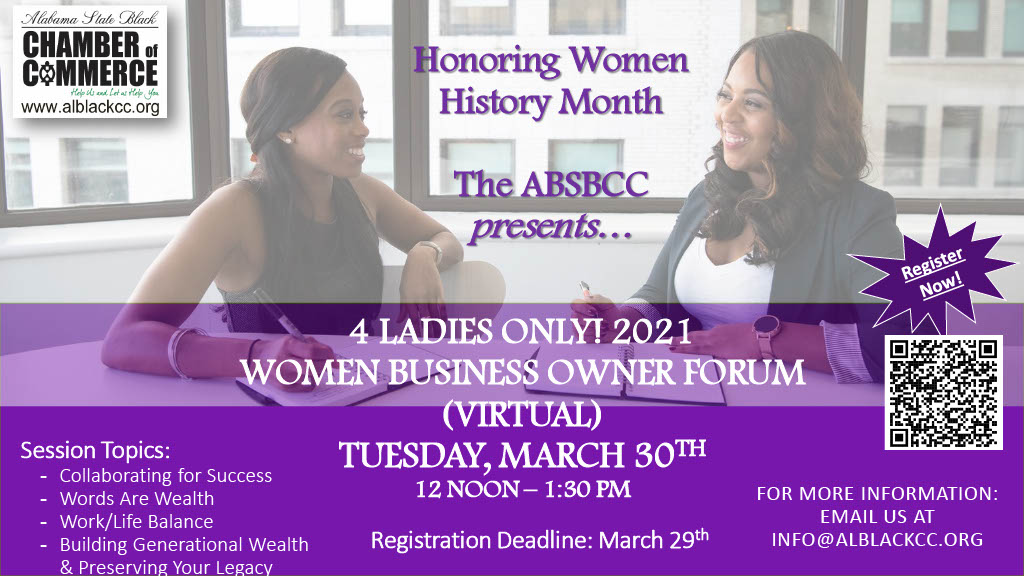 Alabama State Black
CHAMBER of
COMMERCE
Help Us and Let us Help You
www.alblackcc.org
Honoring Women
History Month
The ABSBCC
presents...
Register
Now!
4 LADIES ONLY! 2021
WOMEN BUSINESS OWNER FORUM
(VIRTUAL)
TUESDAY, MARCH 30TH
12 NOON – 1:30 PM
Registration Deadline: March 29th
Session Topics:
- Collaborating for Success
- Words Are Wealth
- Work/Life Balance
- Building Generational Wealth
& Preserving Your Legacy
FOR MORE INFORMATION:
EMAIL US AT
INFO@ALBLACKCC.ORG